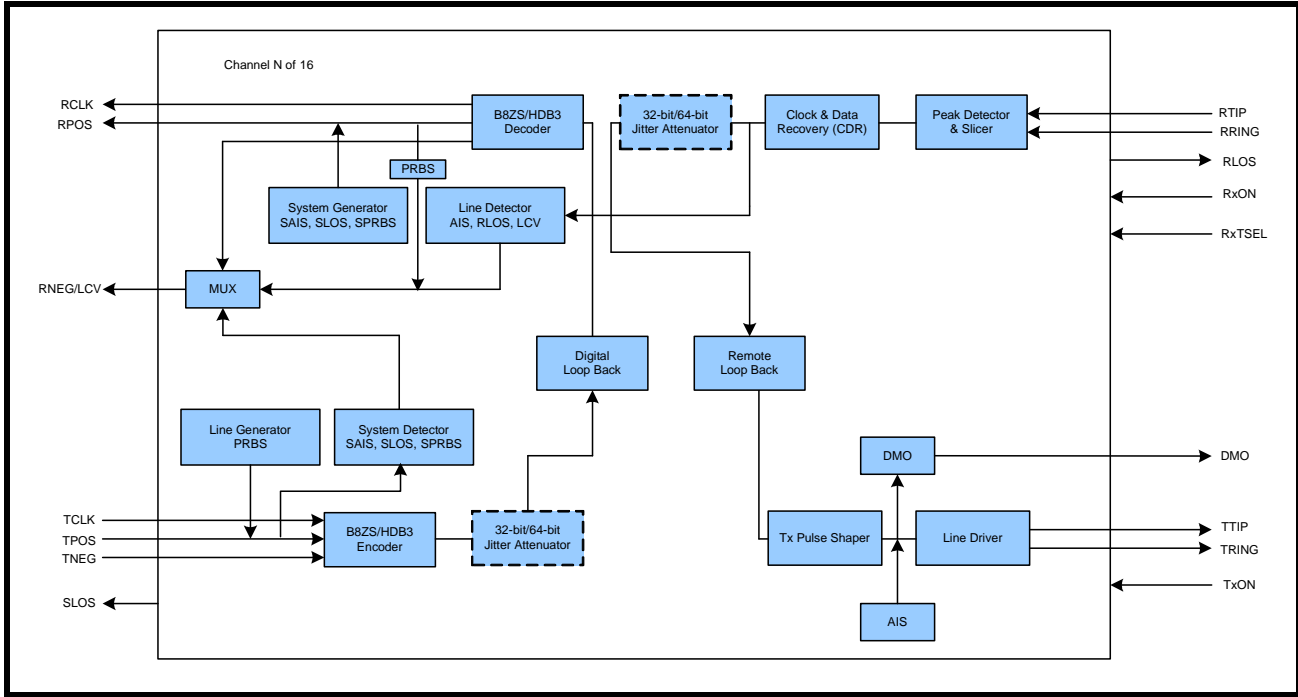 Channel N of 16
RCLK
RPOS
B8ZS/HDB3
Decoder
32-bit/64-bit
Jitter Attenuator
Clock & Data
Recovery (CDR)
Peak Detector
& Slicer
RTIP
RRING
RLOS
RxON
RxTSEL
PRBS
System Generator
SAIS, SLOS, SPRBS
Line Detector
AIS, RLOS, LCV
RNEG/LCV
MUX
Digital
Loop Back
Remote
Loop Back
Line Generator
PRBS
System Detector
SAIS, SLOS, SPRBS
DMO
DMO
TCLK
TPOS
TNEG
B8ZS/HDB3
Encoder
32-bit/64-bit
Jitter Attenuator
Tx Pulse Shaper
Line Driver
TTIP
TRING
TxON
SLOS
AIS